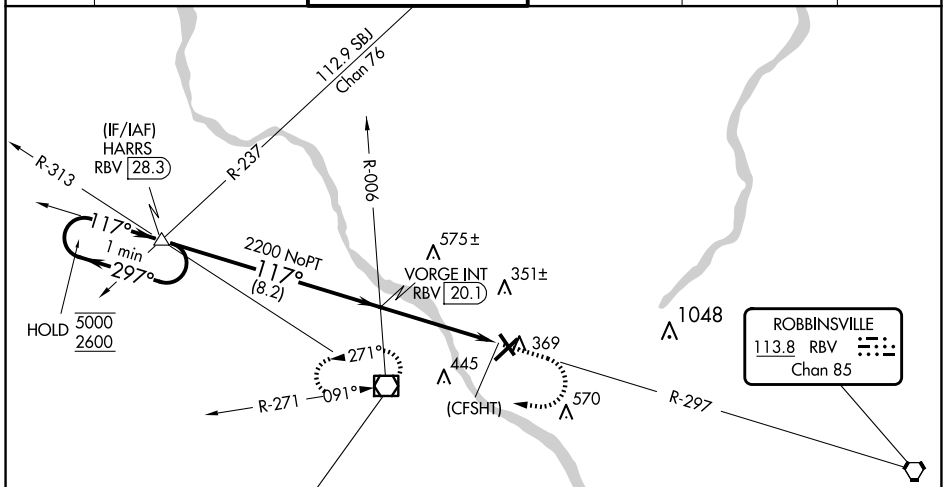 112.9 SBJ
Chan 76
(IF/IAF)
HARRS
RBV 28.3
R-313
R-237
R-006
117°
1 min
297°
HOLD 5000
2600
2200 NoPT
117°
(8.2)
575±
VORGE INT
RBV 20.1
351±
1048
ROBBINSVILLE
113.8 RBV
Chan 85
369
271°
445
R-271
091°
(CFSHT)
570
R-297